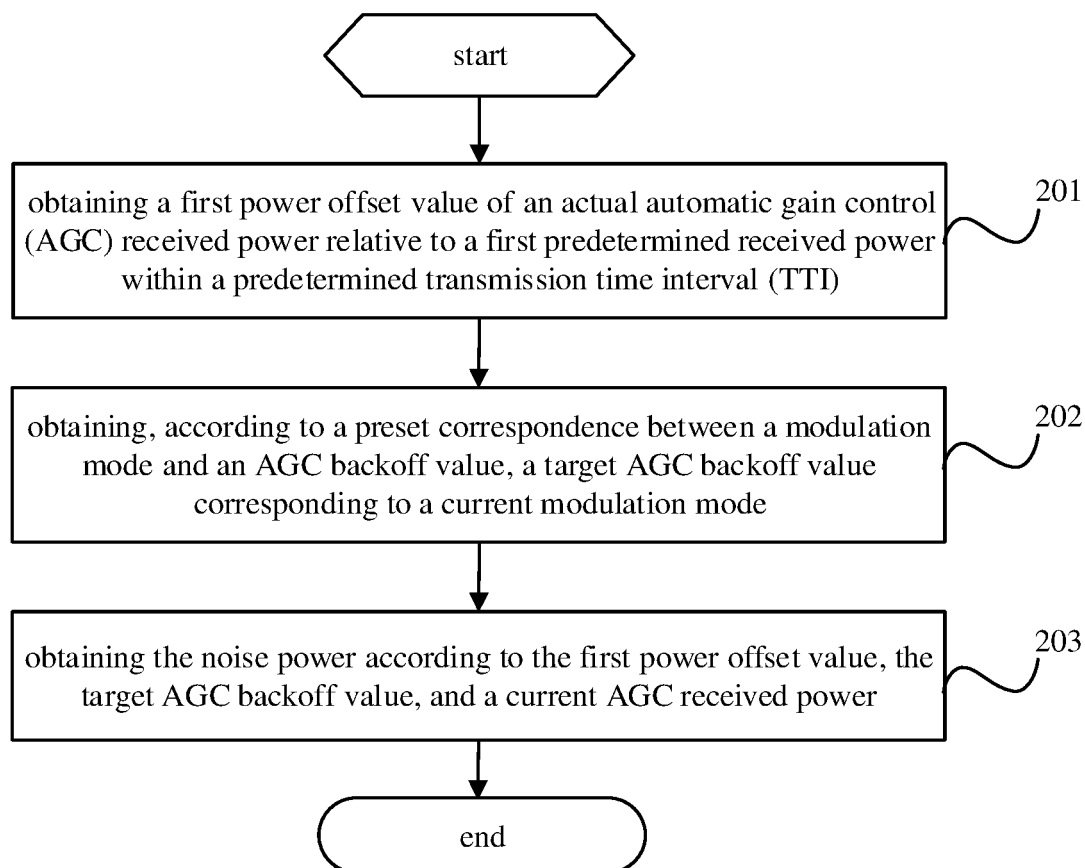 start
obtaining a first power offset value of an actual automatic gain control
(AGC) received power relative to a first predetermined received power
within a predetermined transmission time interval (TTI)
201
obtaining, according to a preset correspondence between a modulation
mode and an AGC backoff value, a target AGC backoff value
corresponding to a current modulation mode
202
obtaining the noise power according to the first power offset value, the
target AGC backoff value, and a current AGC received power
203
end